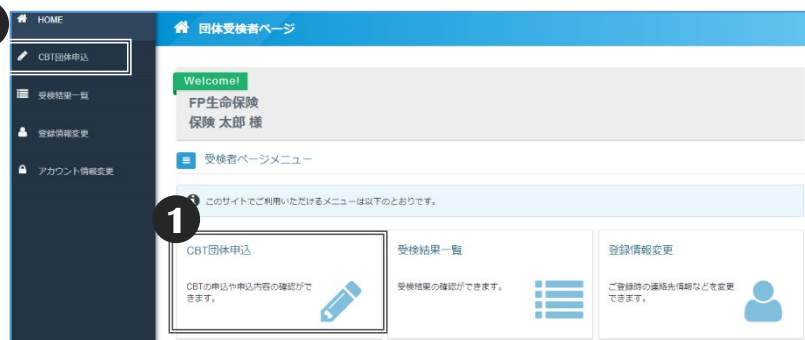 HOME
CBT団体申込
受検結果一覧
登録情報変更
アカウント情報変更
団体受検者ページ
Welcome!
FP生命保険
保険 太郎 様
受検者ページメニュー
このサイトでご利用いただけるメニューは以下のとおりです。
1
CBT団体申込
CBTの申込や申込内容の確認がで
きます。
受検結果一覧
受検結果の確認ができます。
登録情報変更
ご登録時の連絡先情報などを変更
できます。